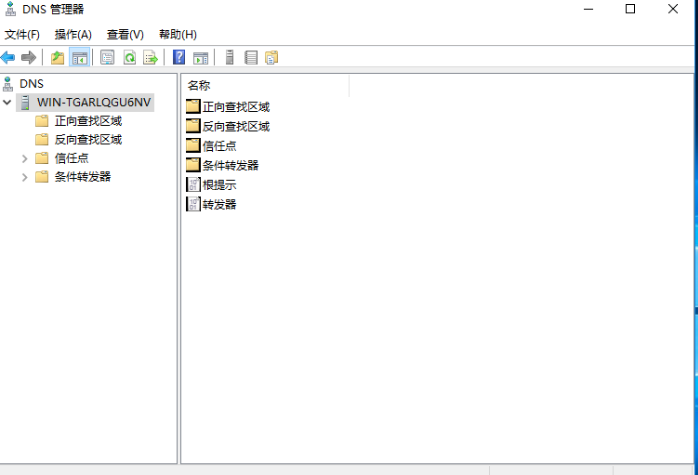 DNS 管理器
文件(F) 操作(A) 查看(V) 帮助(H)
DNS
WIN-TGARLQGU6NV
正向查找区域
反向查找区域
信任点
条件转发器
名称
正向查找区域
反向查找区域
信任点
条件转发器
根提示
转发器